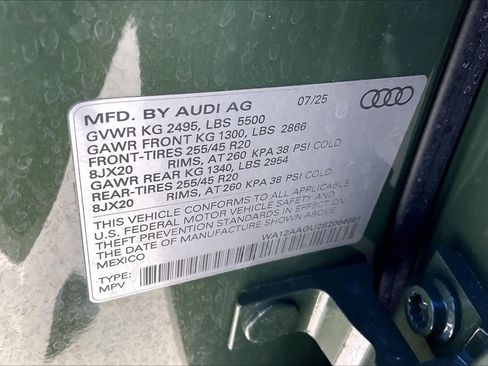 MFD. BY AUDI AG 07/25
GVWR KG 2495, LBS 5500
GAWR FRONT KG 1300, LBS 2866
FRONT-TIRES 255/45 R20
8JX20 RIMS, AT 260 KPA 38 PSI COLD
GAWR REAR KG 1340, LBS 2954
REAR-TIRES 255/45 R20
8JX20 RIMS, AT 260 KPA 38 PSI COLD
THIS VEHICLE CONFORMS TO ALL APPLICABLE
U.S. FEDERAL MOTOR VEHICLE SAFETY AND
THEFT PREVENTION STANDARDS IN EFFECT
ON THE DATE OF MANUFACTURE SHOWN ABOVE.
MEXICO
TYPE:
MPV